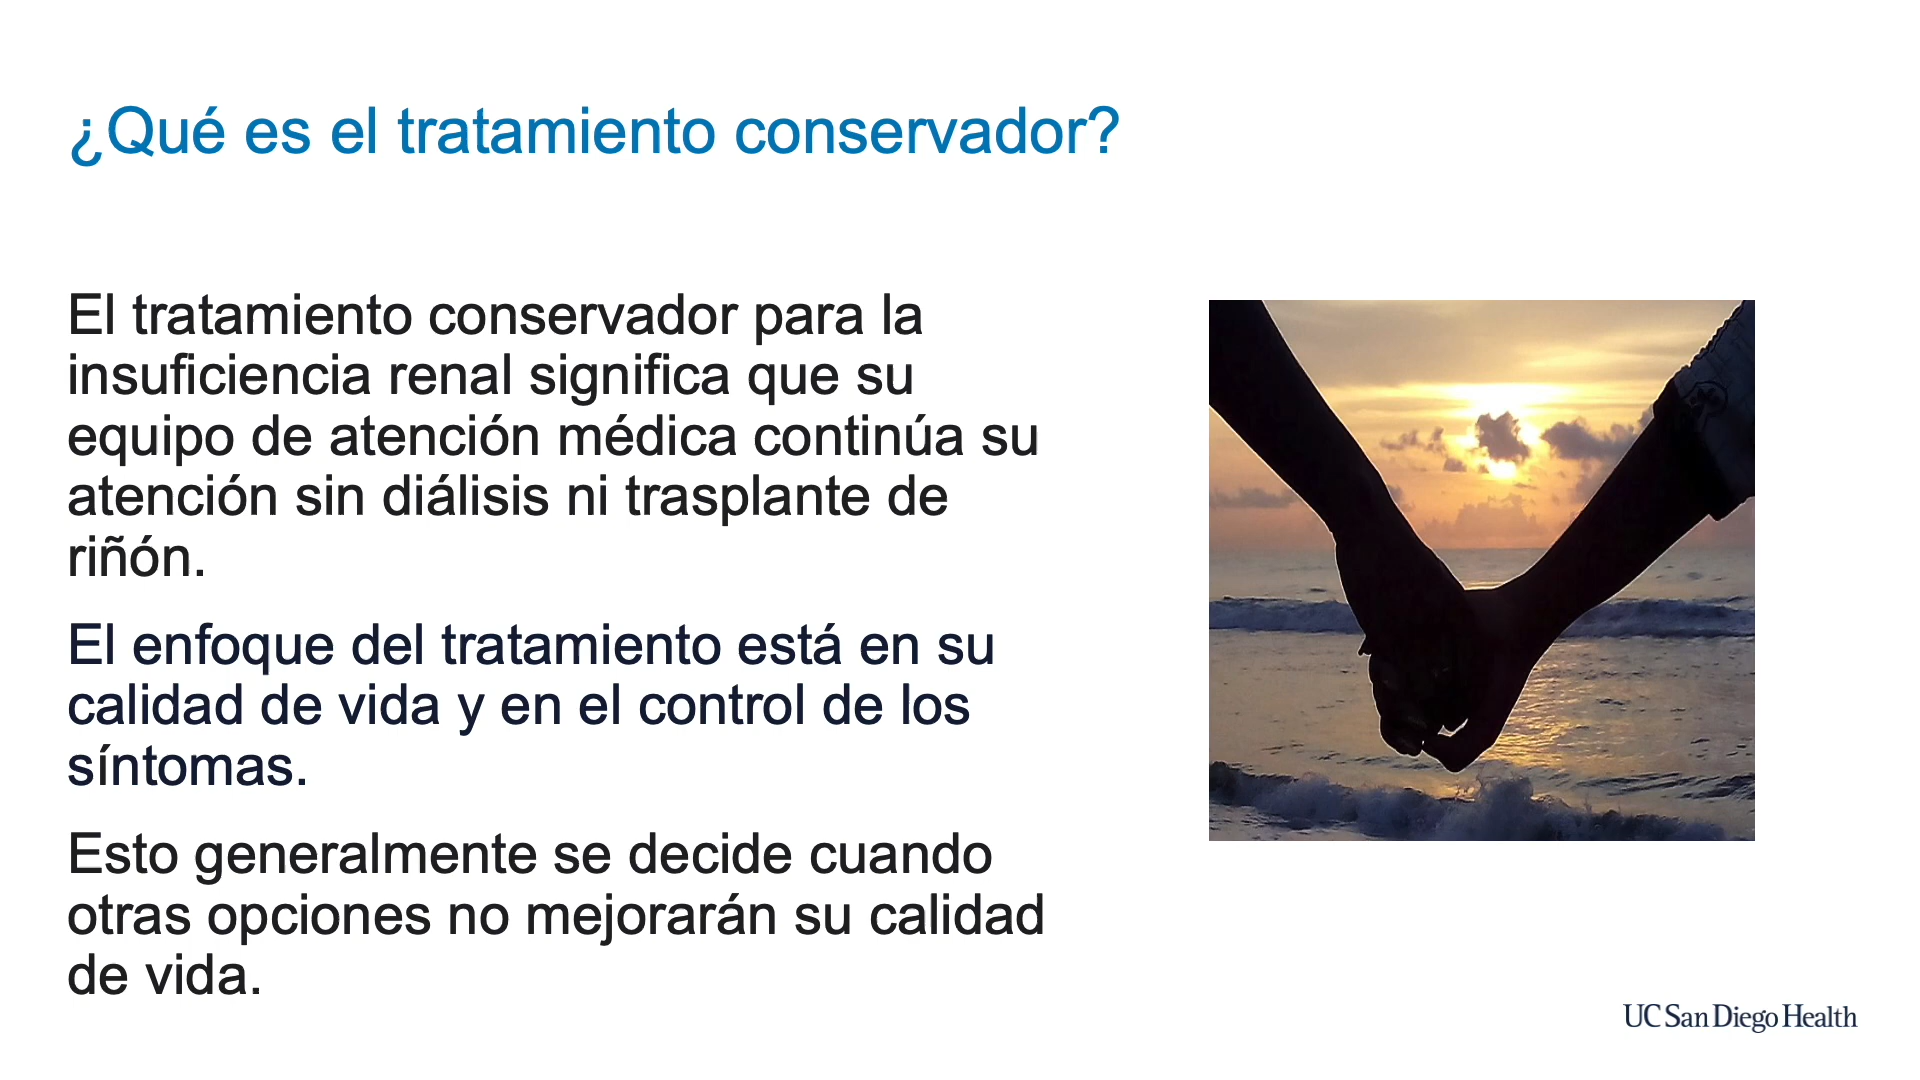 ¿Qué es el tratamiento conservador?
El tratamiento conservador para la
insuficiencia renal significa que su
equipo de atención médica continúa su
atención sin diálisis ni trasplante de
riñón.
El enfoque del tratamiento está en su
calidad de vida y en el control de los
síntomas.
Esto generalmente se decide cuando
otras opciones no mejorarán su calidad
de vida.
UC San Diego Health